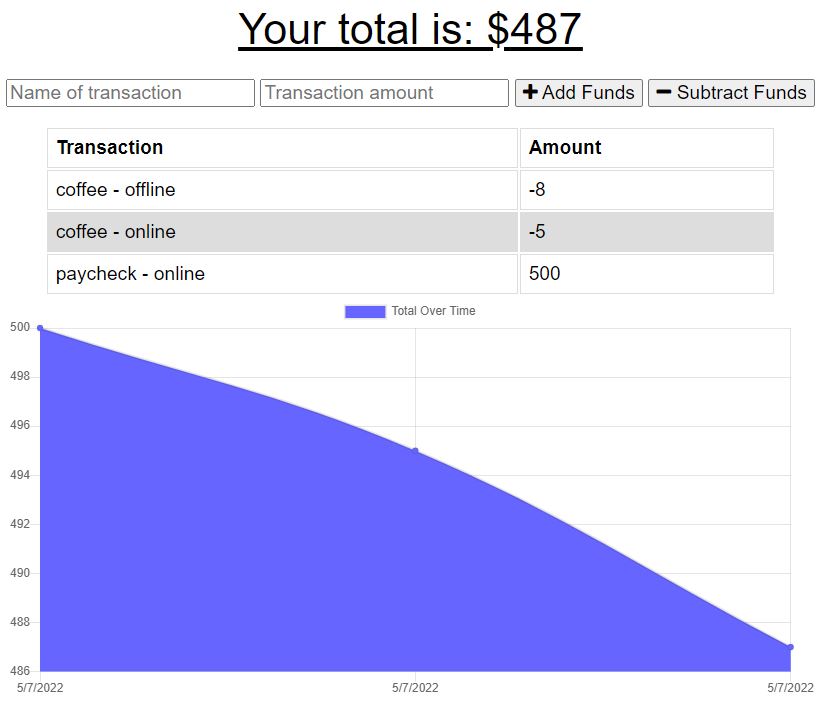 Your total is: $487
Name of transaction Transaction amount Add Funds Subtract Funds
Transaction Amount
coffee - offline -8
coffee - online -5
paycheck - online 500
Total Over Time
500
498
496
494
492
490
488
486
5/7/2022 5/7/2022 5/7/2022